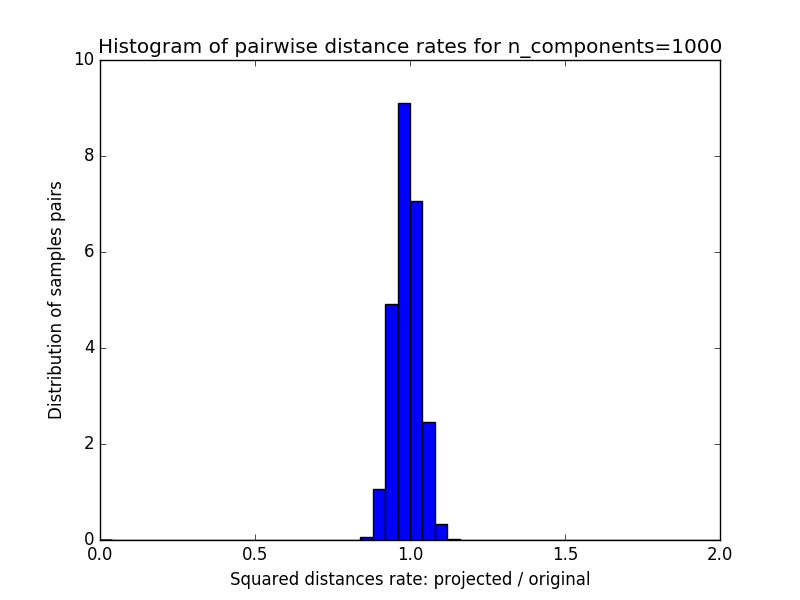 Histogram of pairwise distance rates for n_components=1000
10
8
6
4
2
0
Distribution of samples pairs
0.0 0.5 1.0 1.5 2.0
Squared distances rate: projected / original